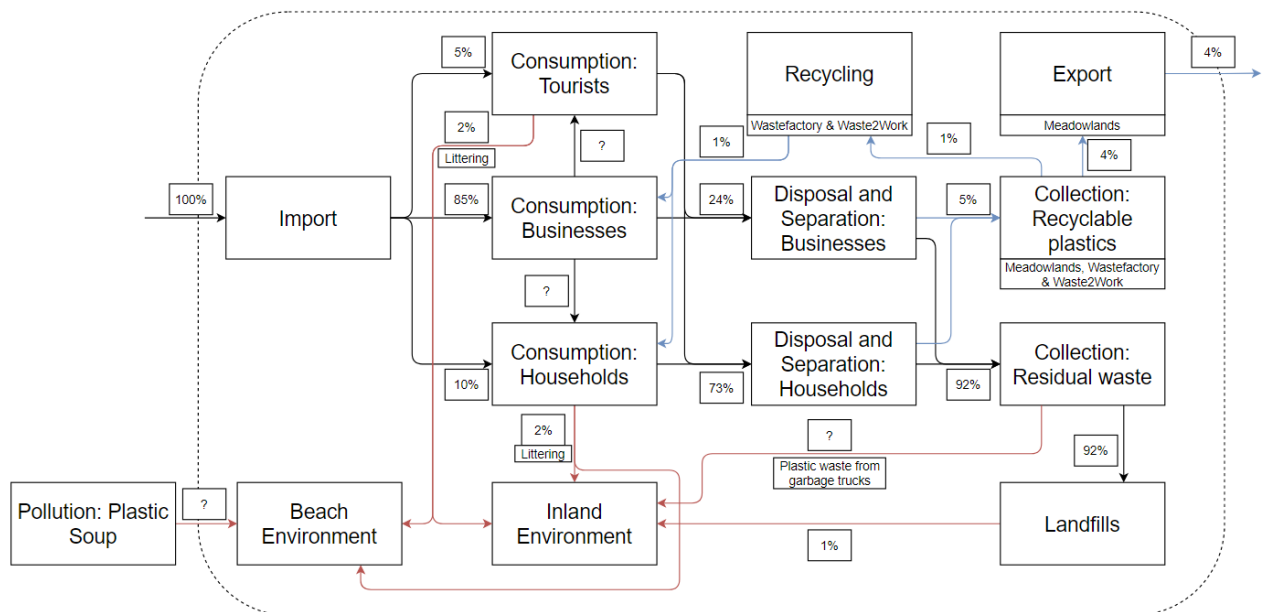 5%
Consumption:
Tourists
Recycling
Wastefactory & Waste2Work
Export
Meadowlands
4%
2%
Littering
?
1%
1%
4%
100%
Import
85%
Consumption:
Businesses
24%
Disposal and
Separation:
Businesses
5%
Collection:
Recyclable
plastics
Meadowlands, Wastefactory
& Waste2Work
?
10%
Consumption:
Households
73%
Disposal and
Separation:
Households
92%
Collection:
Residual waste
2%
Littering
?
Plastic waste from
garbage trucks
92%
Pollution: Plastic
Soup
?
Beach
Environment
Inland
Environment
1%
Landfills